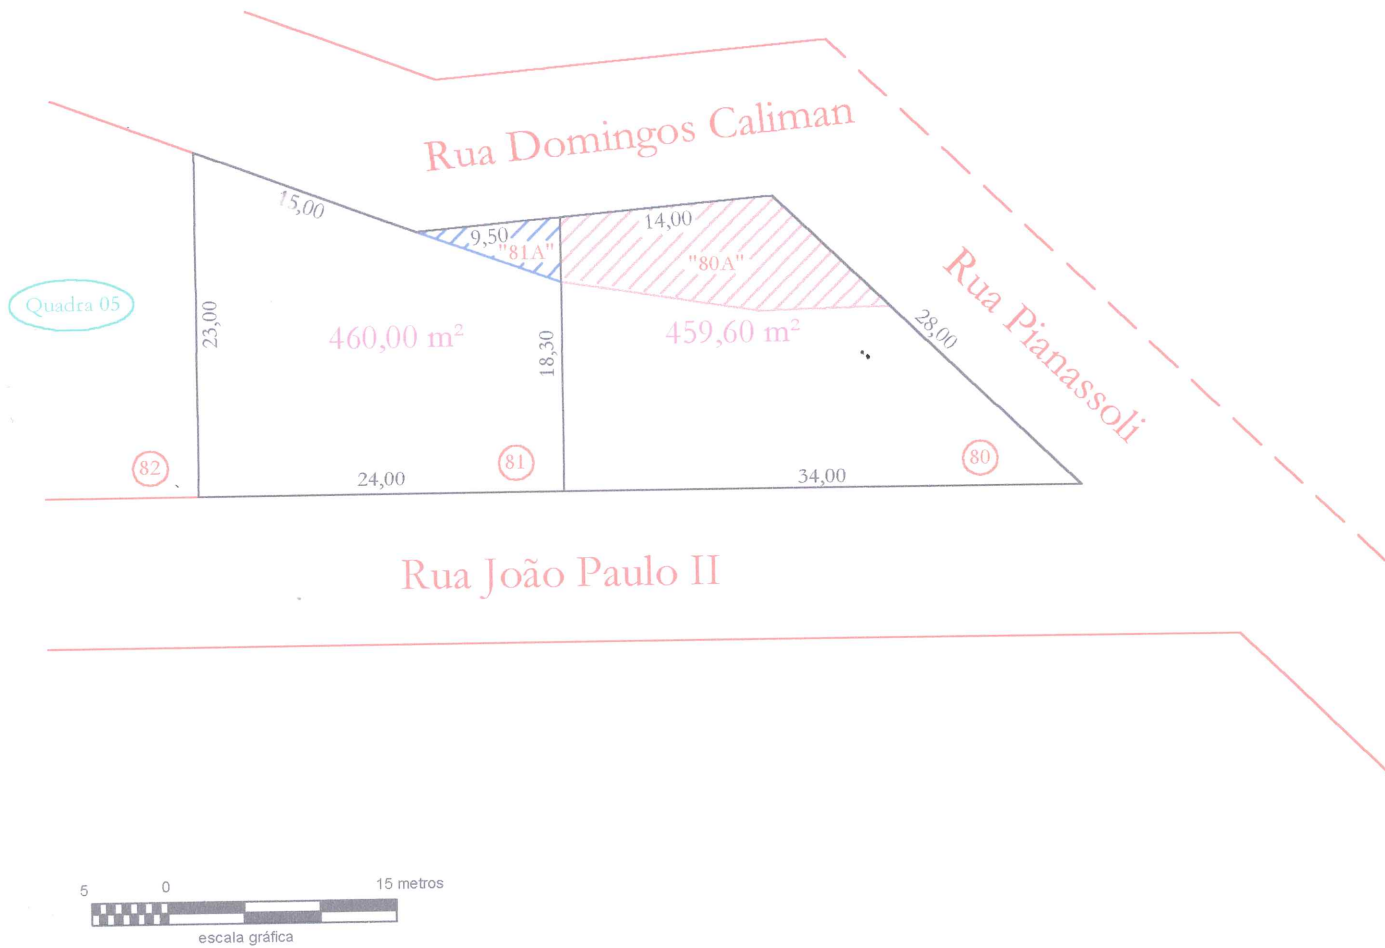 Rua Domingos Caliman
15,00
14,00
9,50
"81A"
"80A"
Rua Pianassoli
Quadra 05
23,00
460,00 m²
18,30
459,60 m²
28,00
82
81
80
24,00
34,00
Rua João Paulo II
5 0 15 metros
escala gráfica